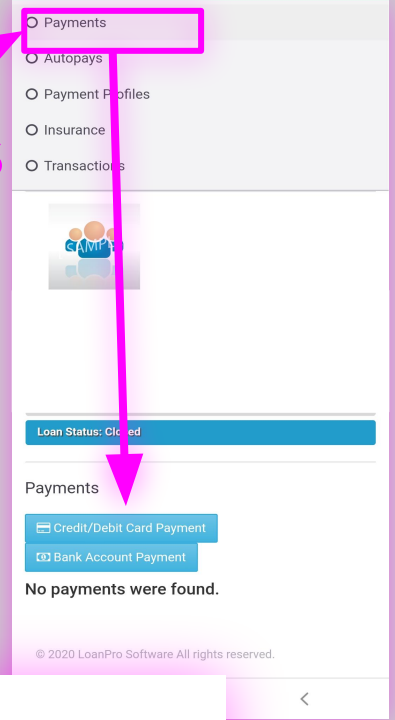 Payments
Autopays
Payment Profiles
Insurance
Transactions
SAMPLE
Loan Status: Closed
Payments
Credit/Debit Card Payment
Bank Account Payment
No payments were found.
© 2020 LoanPro Software All rights reserved.